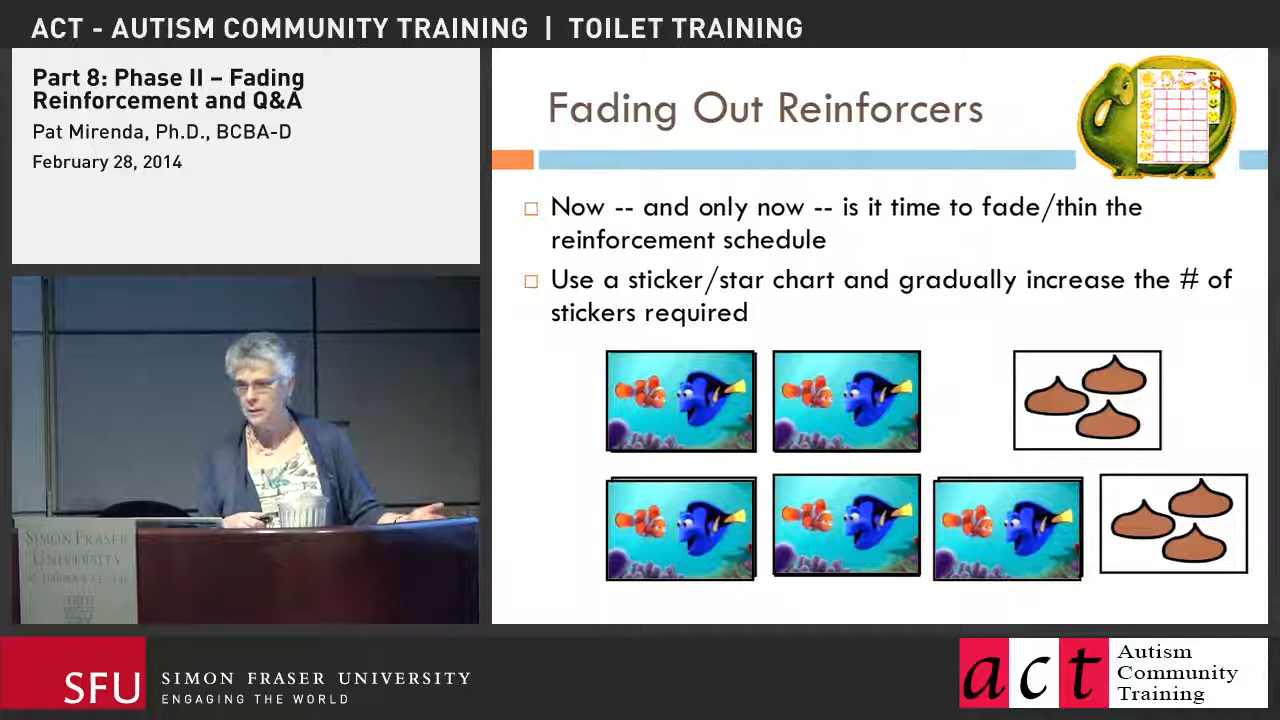 ACT - AUTISM COMMUNITY TRAINING | TOILET TRAINING
Part 8: Phase II – Fading
Reinforcement and Q&A
Pat Mirenda, Ph.D., BCBA-D
February 28, 2014
Fading Out Reinforcers
Now -- and only now -- is it time to fade/thin the
reinforcement schedule
Use a sticker/star chart and gradually increase the # of
stickers required
SIMON FRASER
UNIVERSITY
SFU
SIMON FRASER UNIVERSITY
ENGAGING THE WORLD
act
Autism
Community
Training